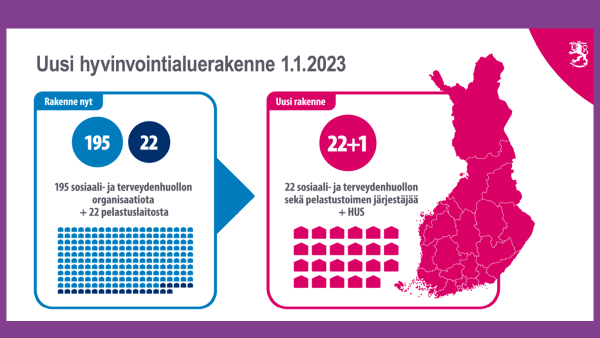 Uusi hyvinvointialuerakenne 1.1.2023
Rakenne nyt
195
22
195 sosiaali- ja terveydenhuollon
organisaatiota
+ 22 pelastuslaitosta
Uusi rakenne
22+1
22 sosiaali- ja terveydenhuollon
sekä pelastustoimen järjestäjää
+ HUS